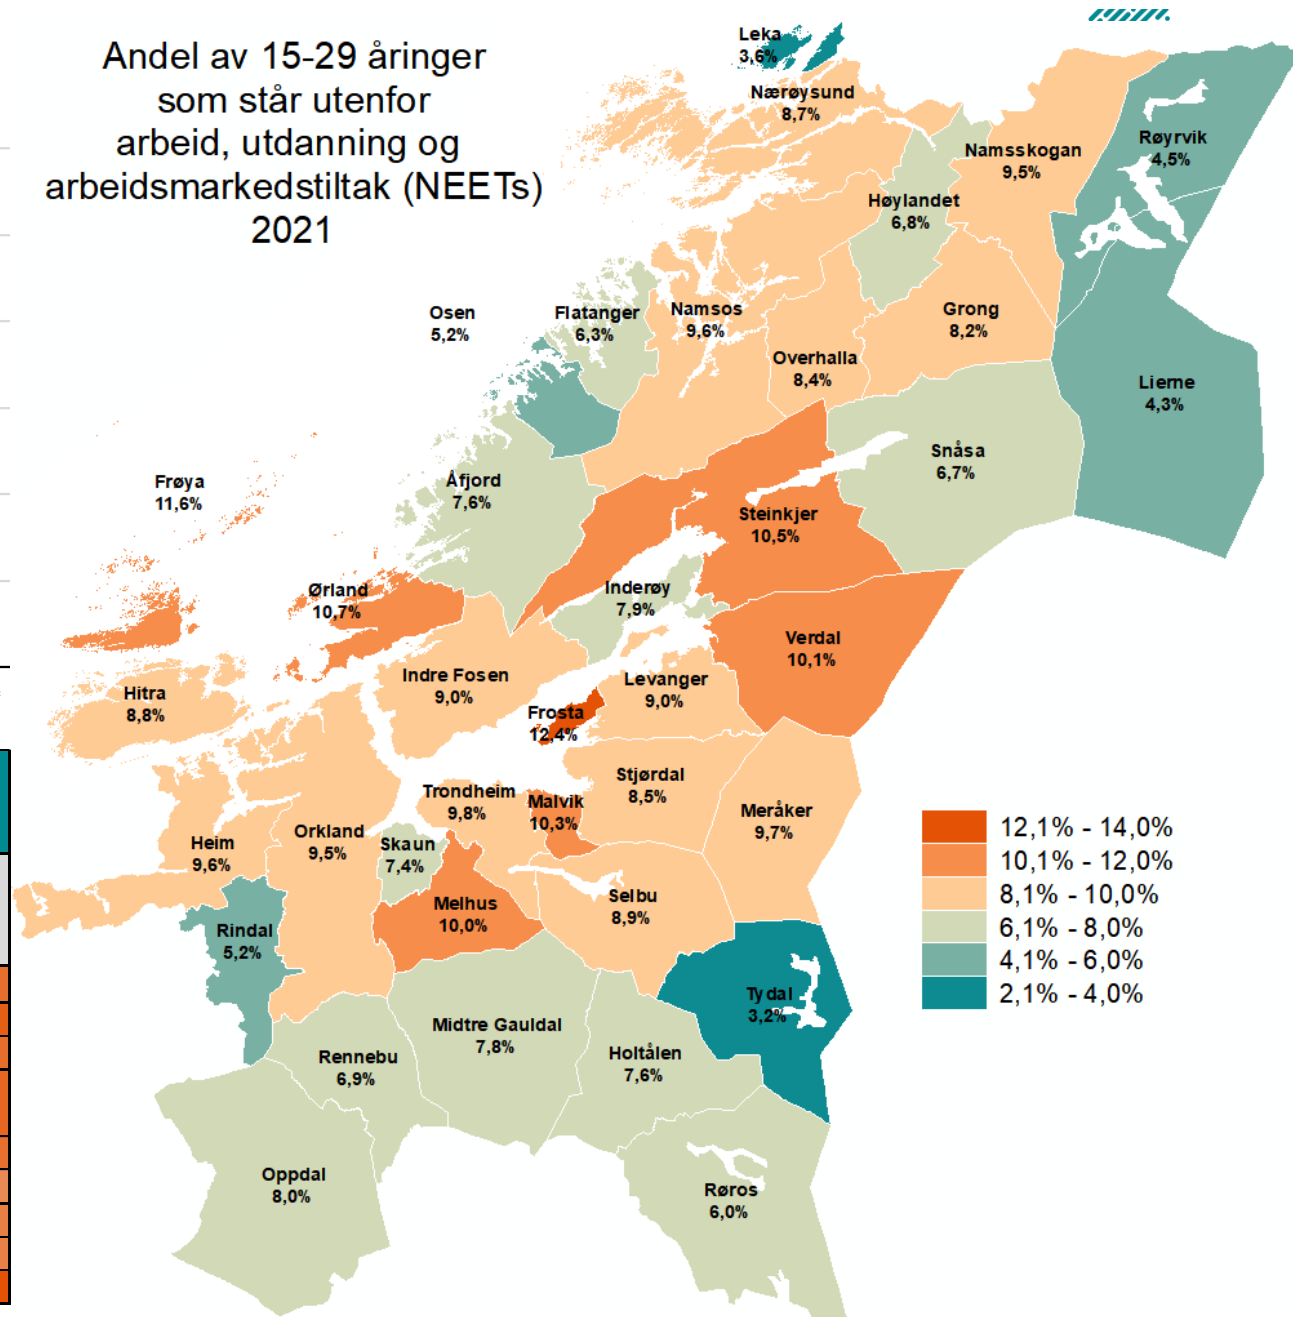 Andel av 15-29 åringer
som står utenfor
arbeid, utdanning og
arbeidsmarkedstiltak (NEETs)
2021
Leka
3,6%
Nærøysund
8,7%
Namsskogan
9,5%
Røyrvik
4,5%
Høylandet
6,8%
Osen
5,2%
Flatanger
6,3%
Namsos
9,6%
Grong
8,2%
Overhalla
8,4%
Lierne
4,3%
Snåsa
6,7%
Frøya
11,6%
Åfjord
7,6%
Steinkjer
10,5%
Ørland
10,7%
Inderøy
7,9%
Verdal
10,1%
Hitra
8,8%
Indre Fosen
9,0%
Levanger
9,0%
Frosta
12,4%
Stjørdal
8,5%
Trondheim
9,8%
Malvik
10,3%
Meråker
9,7%
Heim
9,6%
Orkland
9,5%
Skaun
7,4%
Selbu
8,9%
Melhus
10,0%
Rindal
5,2%
Tydal
3,2%
Midtre Gauldal
7,8%
Rennebu
6,9%
Holtålen
7,6%
Oppdal
8,0%
Røros
6,0%
12,1% - 14,0%
10,1% - 12,0%
8,1% - 10,0%
6,1% - 8,0%
4,1% - 6,0%
2,1% - 4,0%